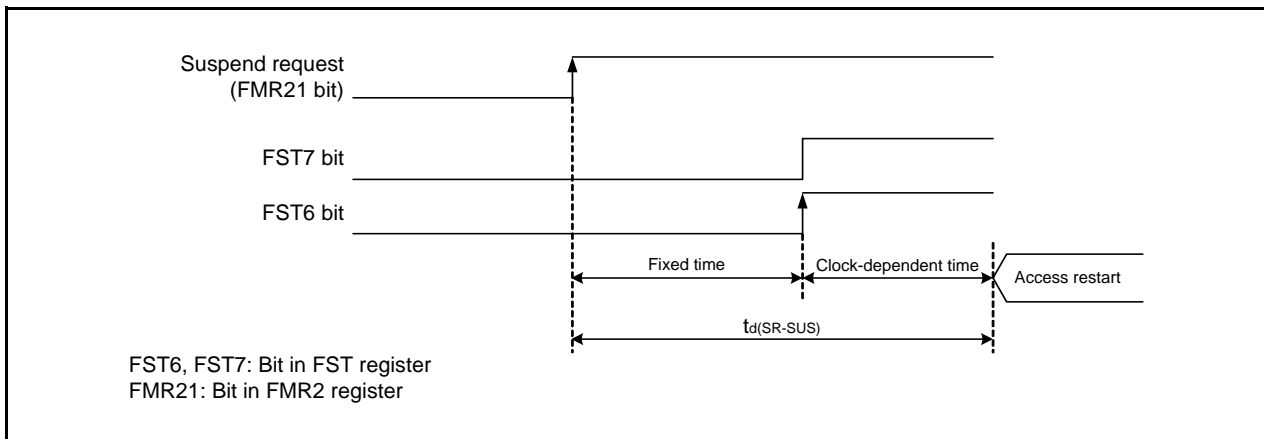 Suspend request
(FMR21 bit)
FST7 bit
FST6 bit
Fixed time
Clock-dependent time
Access restart
td(SR-SUS)
FST6, FST7: Bit in FST register
FMR21: Bit in FMR2 register